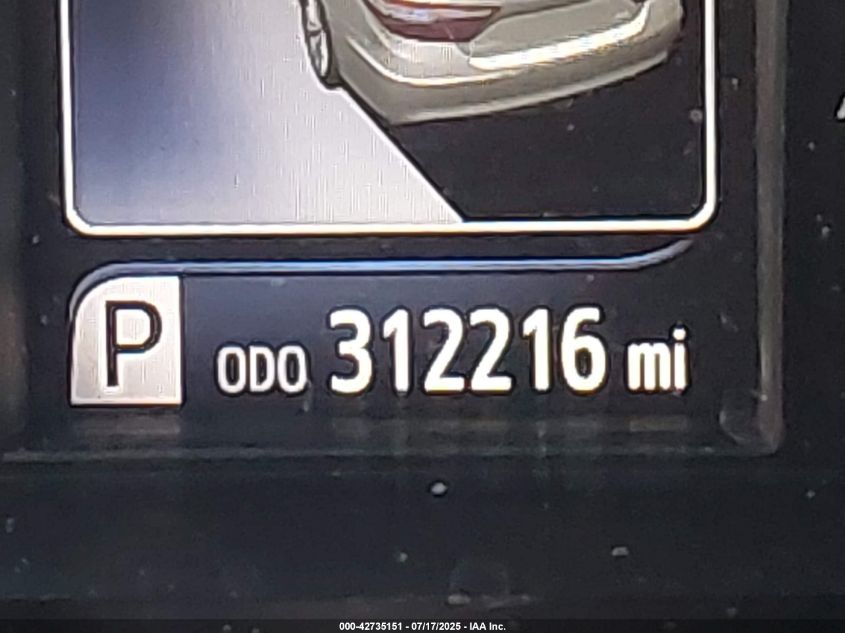 P ODO 312216 mi
000-42735151 - 07/17/2025 - IAA Inc.